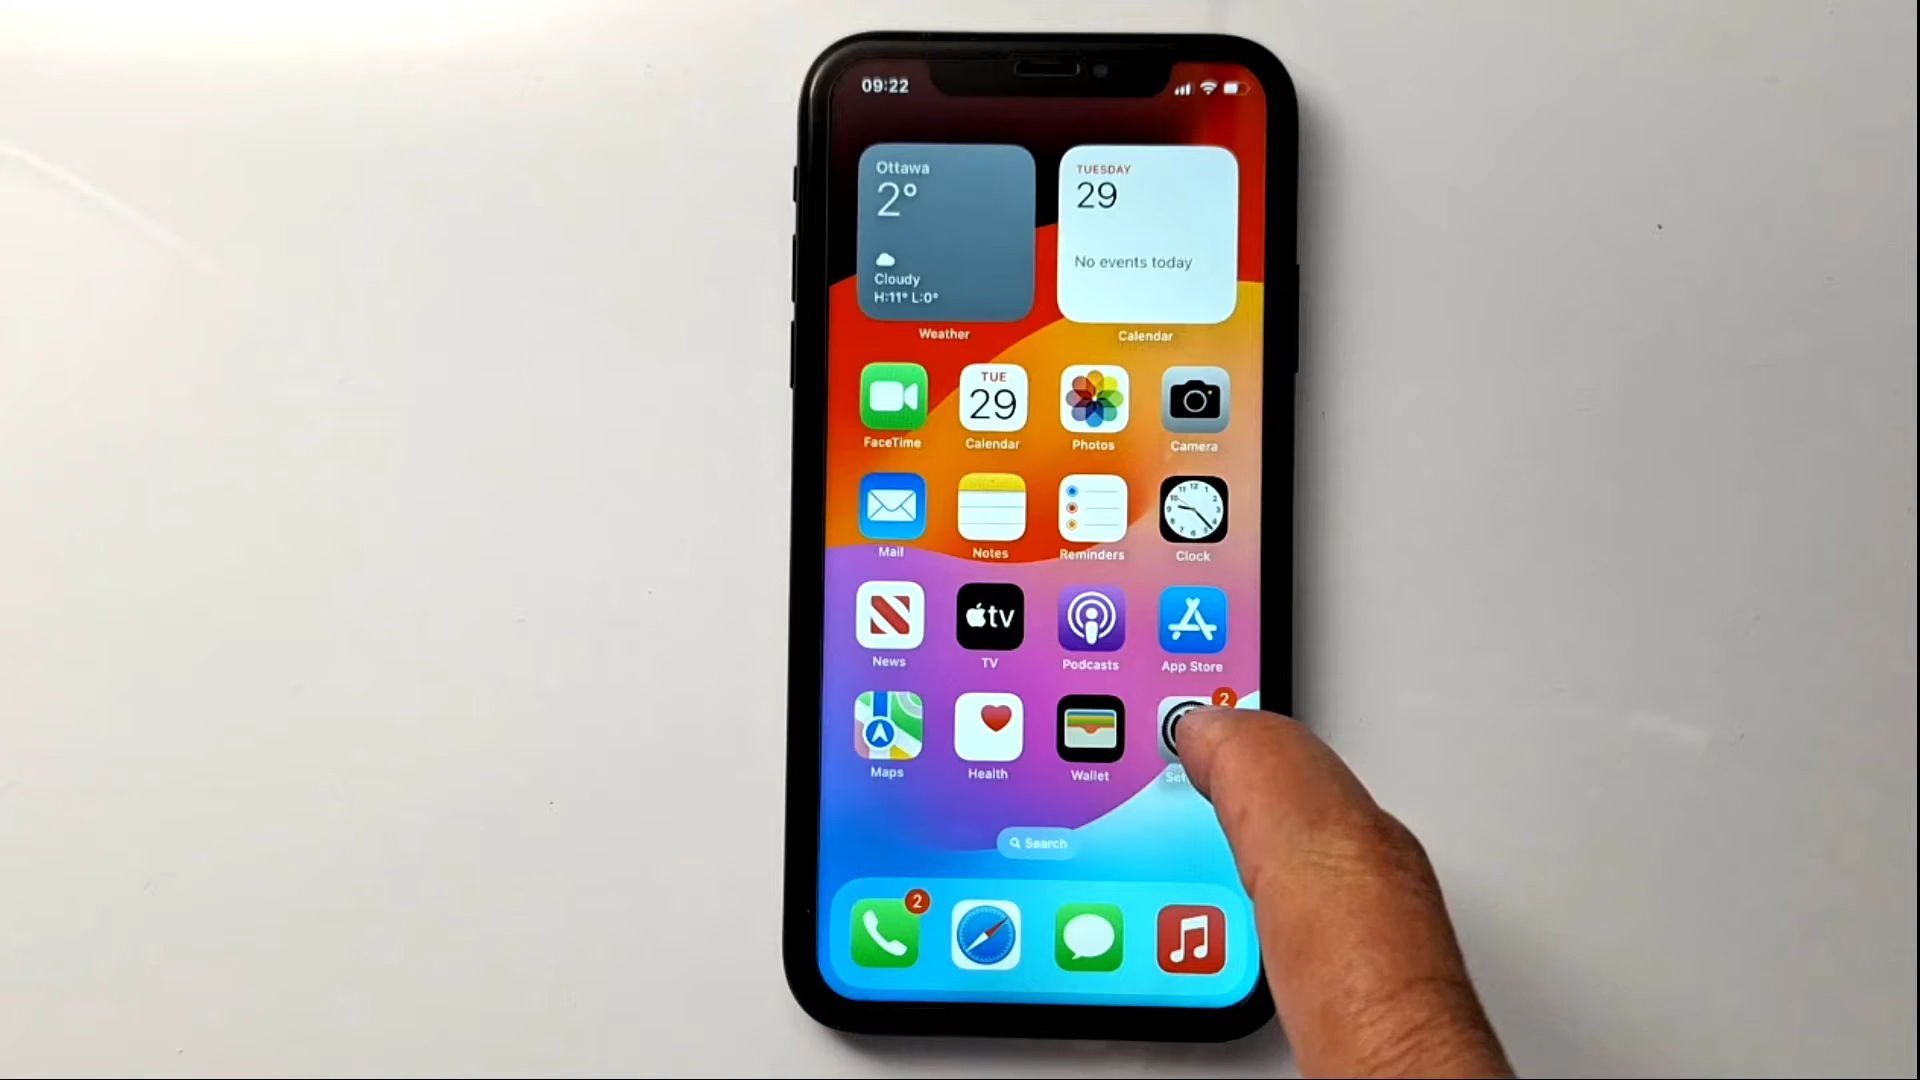 09:22
Ottawa
2°
Cloudy
H:11° L:0°
Weather
TUESDAY
29
No events today
Calendar
FaceTime
TUE
29
Calendar
Photos
Camera
Mail
Notes
Reminders
Clock
News
tv
TV
Podcasts
App Store
Maps
Health
Wallet
2
Set
Search
2